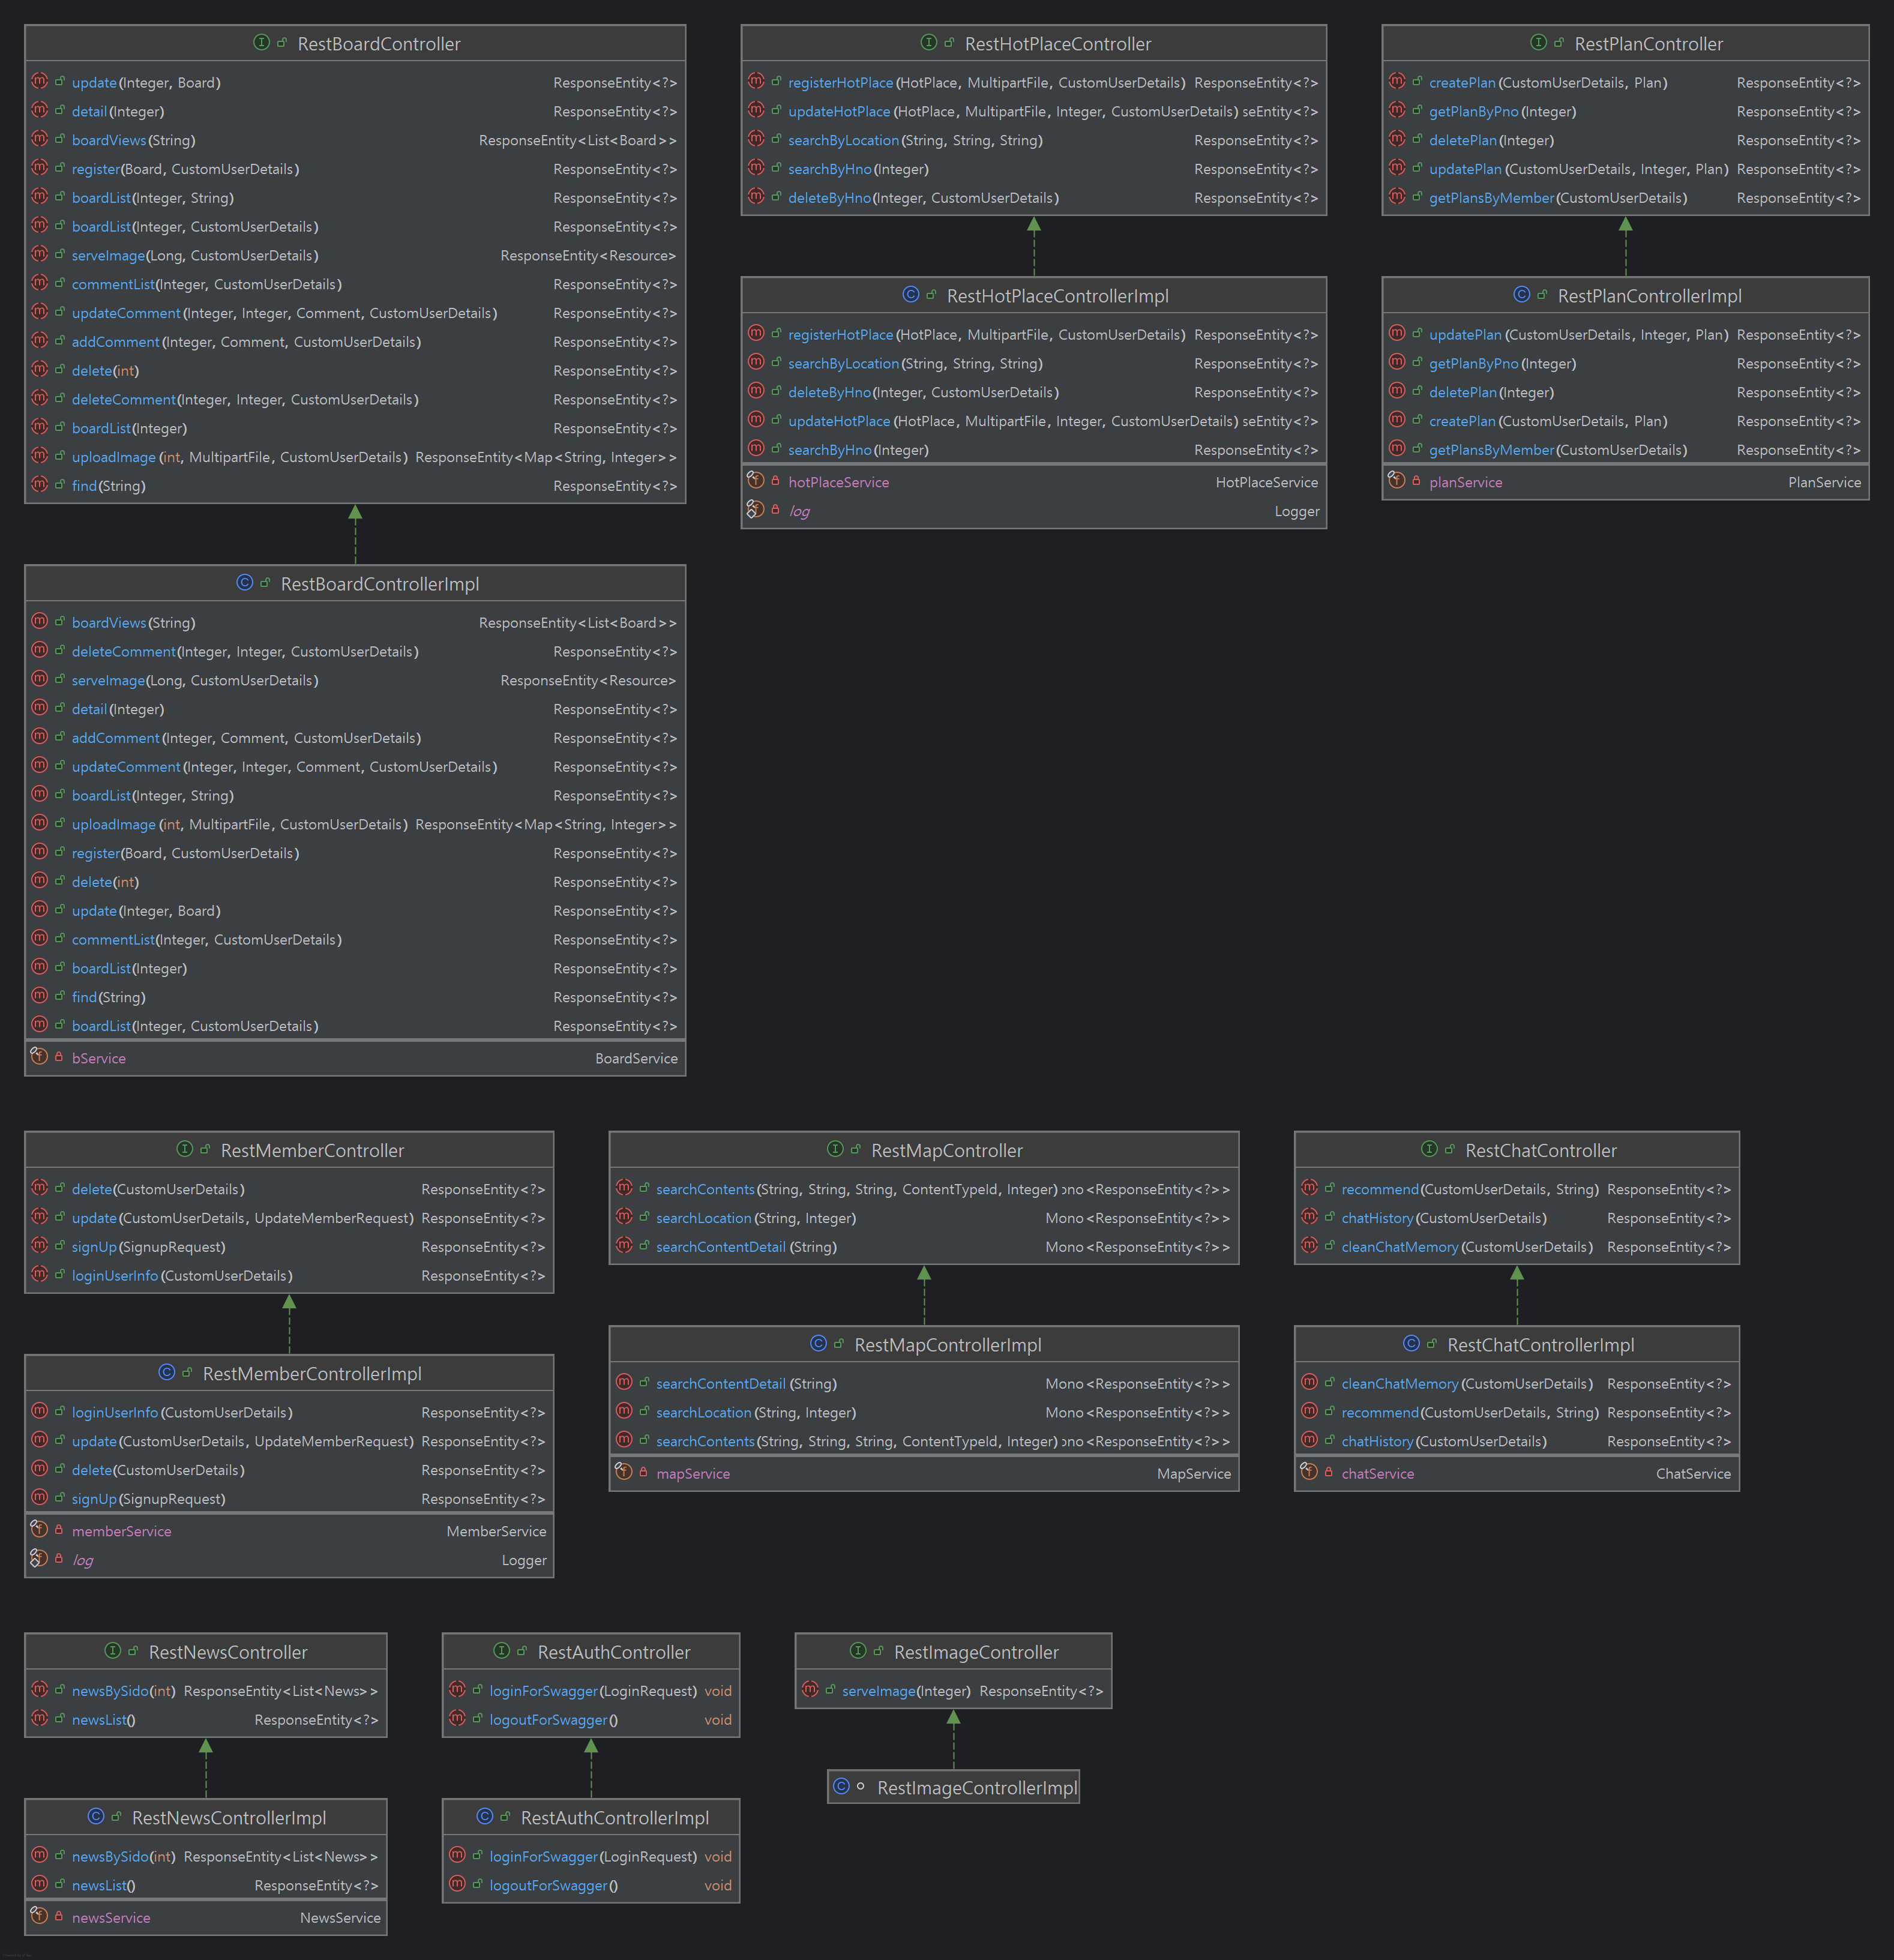 RestBoardController
update(Integer, Board) ResponseEntity<?>
detail(Integer) ResponseEntity<?>
boardViews(String) ResponseEntity<List<Board>>
register(Board, CustomUserDetails) ResponseEntity<?>
boardList(Integer, String) ResponseEntity<?>
boardList(Integer, CustomUserDetails) ResponseEntity<?>
serveImage(Long, CustomUserDetails) ResponseEntity<Resource>
commentList(Integer, CustomUserDetails) ResponseEntity<?>
updateComment(Integer, Integer, Comment, CustomUserDetails) ResponseEntity<?>
addComment(Integer, Comment, CustomUserDetails) ResponseEntity<?>
delete(int) ResponseEntity<?>
deleteComment(Integer, Integer, CustomUserDetails) ResponseEntity<?>
boardList(Integer) ResponseEntity<?>
uploadImage(int, MultipartFile, CustomUserDetails) ResponseEntity<Map<String, Integer>>
find(String) ResponseEntity<?>
RestBoardControllerImpl
boardViews(String) ResponseEntity<List<Board>>
deleteComment(Integer, Integer, CustomUserDetails) ResponseEntity<?>
serveImage(Long, CustomUserDetails) ResponseEntity<Resource>
detail(Integer) ResponseEntity<?>
addComment(Integer, Comment, CustomUserDetails) ResponseEntity<?>
updateComment(Integer, Integer, Comment, CustomUserDetails) ResponseEntity<?>
boardList(Integer, String) ResponseEntity<?>
uploadImage(int, MultipartFile, CustomUserDetails) ResponseEntity<Map<String, Integer>>
register(Board, CustomUserDetails) ResponseEntity<?>
delete(int) ResponseEntity<?>
update(Integer, Board) ResponseEntity<?>
commentList(Integer, CustomUserDetails) ResponseEntity<?>
boardList(Integer) ResponseEntity<?>
find(String) ResponseEntity<?>
boardList(Integer, CustomUserDetails) ResponseEntity<?>
bService BoardService
RestHotPlaceController
registerHotPlace(HotPlace, MultipartFile, CustomUserDetails) ResponseEntity<?>
updateHotPlace(HotPlace, MultipartFile, Integer, CustomUserDetails) seEntity<?>
searchByLocation(String, String, String) ResponseEntity<?>
searchByHno(Integer) ResponseEntity<?>
deleteByHno(Integer, CustomUserDetails) ResponseEntity<?>
RestHotPlaceControllerImpl
registerHotPlace(HotPlace, MultipartFile, CustomUserDetails) ResponseEntity<?>
searchByLocation(String, String, String) ResponseEntity<?>
deleteByHno(Integer, CustomUserDetails) ResponseEntity<?>
updateHotPlace(HotPlace, MultipartFile, Integer, CustomUserDetails) seEntity<?>
searchByHno(Integer) ResponseEntity<?>
hotPlaceService HotPlaceService
log Logger
RestPlanController
createPlan(CustomUserDetails, Plan) ResponseEntity<?>
getPlanByPno(Integer) ResponseEntity<?>
deletePlan(Integer) ResponseEntity<?>
updatePlan(CustomUserDetails, Integer, Plan) ResponseEntity<?>
getPlansByMember(CustomUserDetails) ResponseEntity<?>
RestPlanControllerImpl
updatePlan(CustomUserDetails, Integer, Plan) ResponseEntity<?>
getPlanByPno(Integer) ResponseEntity<?>
deletePlan(Integer) ResponseEntity<?>
createPlan(CustomUserDetails, Plan) ResponseEntity<?>
getPlansByMember(CustomUserDetails) ResponseEntity<?>
planService PlanService
RestMemberController
delete(CustomUserDetails) ResponseEntity<?>
update(CustomUserDetails, UpdateMemberRequest) ResponseEntity<?>
signUp(SignupRequest) ResponseEntity<?>
loginUserInfo(CustomUserDetails) ResponseEntity<?>
RestMemberControllerImpl
loginUserInfo(CustomUserDetails) ResponseEntity<?>
update(CustomUserDetails, UpdateMemberRequest) ResponseEntity<?>
delete(CustomUserDetails) ResponseEntity<?>
signUp(SignupRequest) ResponseEntity<?>
memberService MemberService
log Logger
RestMapController
searchContents(String, String, String, ContentTypeId, Integer) ono<ResponseEntity<?>>
searchLocation(String, Integer) Mono<ResponseEntity<?>>
searchContentDetail(String) Mono<ResponseEntity<?>>
RestMapControllerImpl
searchContentDetail(String) Mono<ResponseEntity<?>>
searchLocation(String, Integer) Mono<ResponseEntity<?>>
searchContents(String, String, String, ContentTypeId, Integer) ono<ResponseEntity<?>>
mapService MapService
RestChatController
recommend(CustomUserDetails, String) ResponseEntity<?>
chatHistory(CustomUserDetails) ResponseEntity<?>
cleanChatMemory(CustomUserDetails) ResponseEntity<?>
RestChatControllerImpl
cleanChatMemory(CustomUserDetails) ResponseEntity<?>
recommend(CustomUserDetails, String) ResponseEntity<?>
chatHistory(CustomUserDetails) ResponseEntity<?>
chatService ChatService
RestNewsController
newsBySido(int) ResponseEntity<List<News>>
newsList() ResponseEntity<?>
RestNewsControllerImpl
newsBySido(int) ResponseEntity<List<News>>
newsList() ResponseEntity<?>
newsService NewsService
RestAuthController
loginForSwagger(LoginRequest) void
logoutForSwagger() void
RestAuthControllerImpl
loginForSwagger(LoginRequest) void
logoutForSwagger() void
RestImageController
serveImage(Integer) ResponseEntity<?>
RestImageControllerImpl